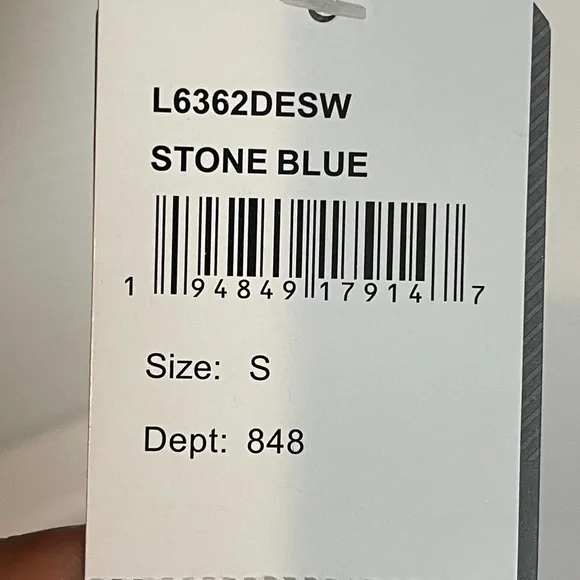 L6362DESW
STONE BLUE
1 94849 17914 7
Size: S
Dept: 848